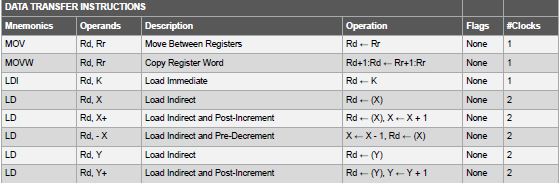 DATA TRANSFER INSTRUCTIONS
Mnemonics Operands Description Operation Flags #Clocks
MOV Rd, Rr Move Between Registers Rd ← Rr None 1
MOVW Rd, Rr Copy Register Word Rd+1:Rd ← Rr+1:Rr None 1
LDI Rd, K Load Immediate Rd ← K None 1
LD Rd, X Load Indirect Rd ← (X) None 2
LD Rd, X+ Load Indirect and Post-Increment Rd ← (X), X ← X + 1 None 2
LD Rd, - X Load Indirect and Pre-Decrement X ← X - 1, Rd ← (X) None 2
LD Rd, Y Load Indirect Rd ← (Y) None 2
LD Rd, Y+ Load Indirect and Post-Increment Rd ← (Y), Y ← Y + 1 None 2